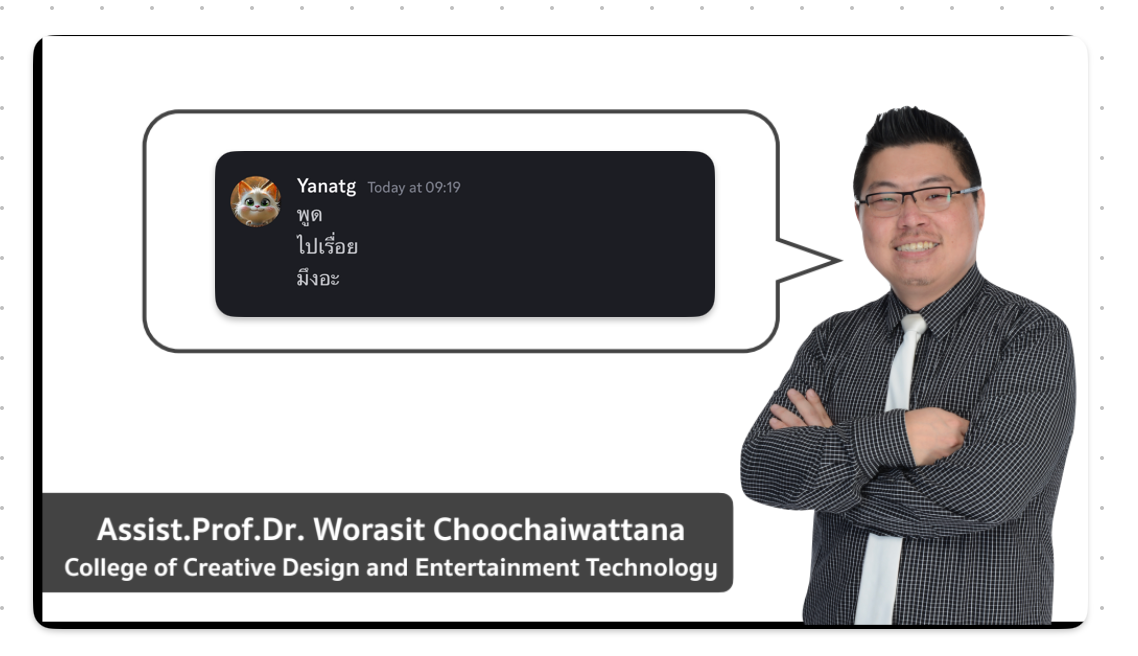 Yanatg Today at 09:19
พูด
ไปเรื่อย
มึงอะ
Assist.Prof.Dr. Worasit Choochaiwattana
College of Creative Design and Entertainment Technology